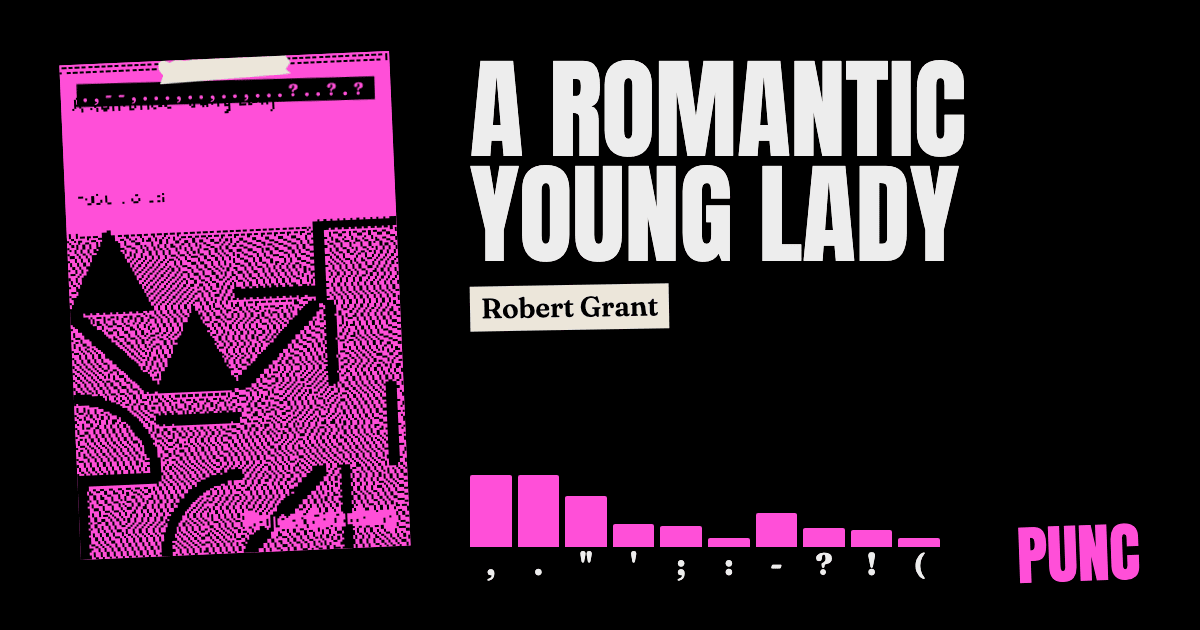 .,--,...,.,..,...?..?.?
A ROMANTIC
YOUNG LADY
Robert Grant
, . " ' ; : - ? ! (
PUNC